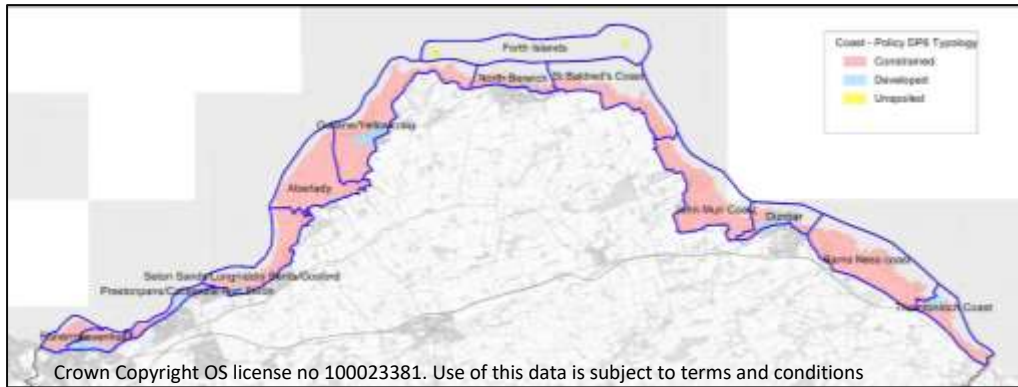 Forth Islands
Coast - Policy DP6 Typology
Constrained
Developed
Unspoiled
North Berwick
St Baldred's Coast
Aberlady
John Muir Coast
Dunbar
Barns Ness coast
Seton Sands/Longniddry Bents/Gosford
Thorntonloch Coast
Crown Copyright OS license no 100023381. Use of this data is subject to terms and conditions